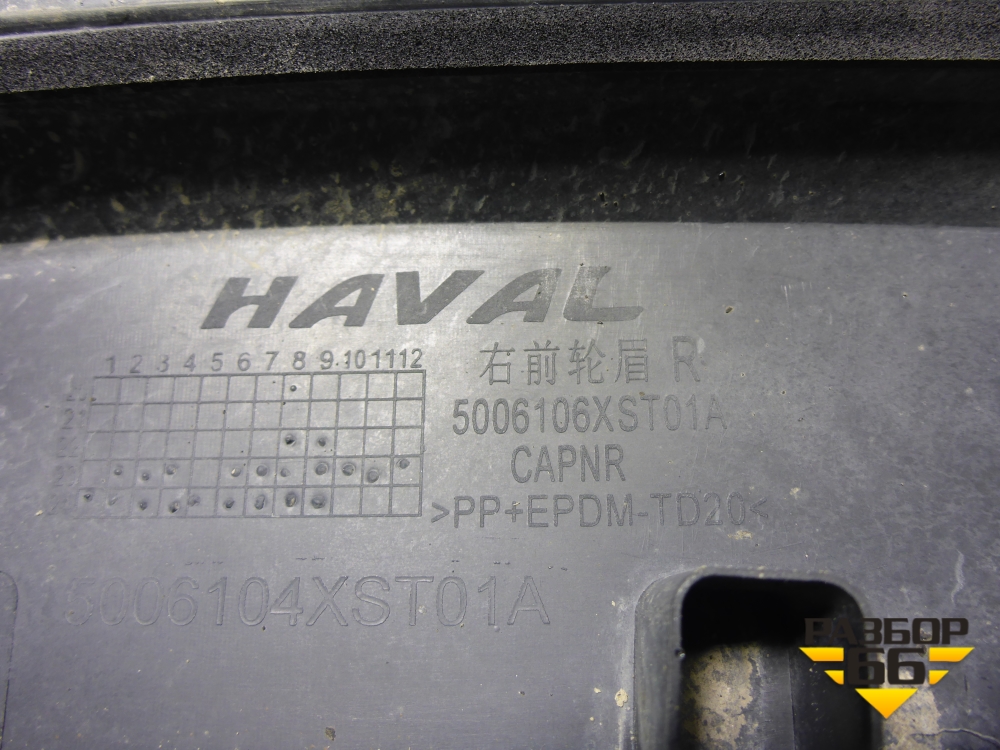 HAVAL
1 2 3 4 5 6 7 8 9 10 11 12
右前轮眉 R
5006106XST01A
CAPNR
>PP+EPDM-TD20<
5006104XST01A
РАЗБОР
66